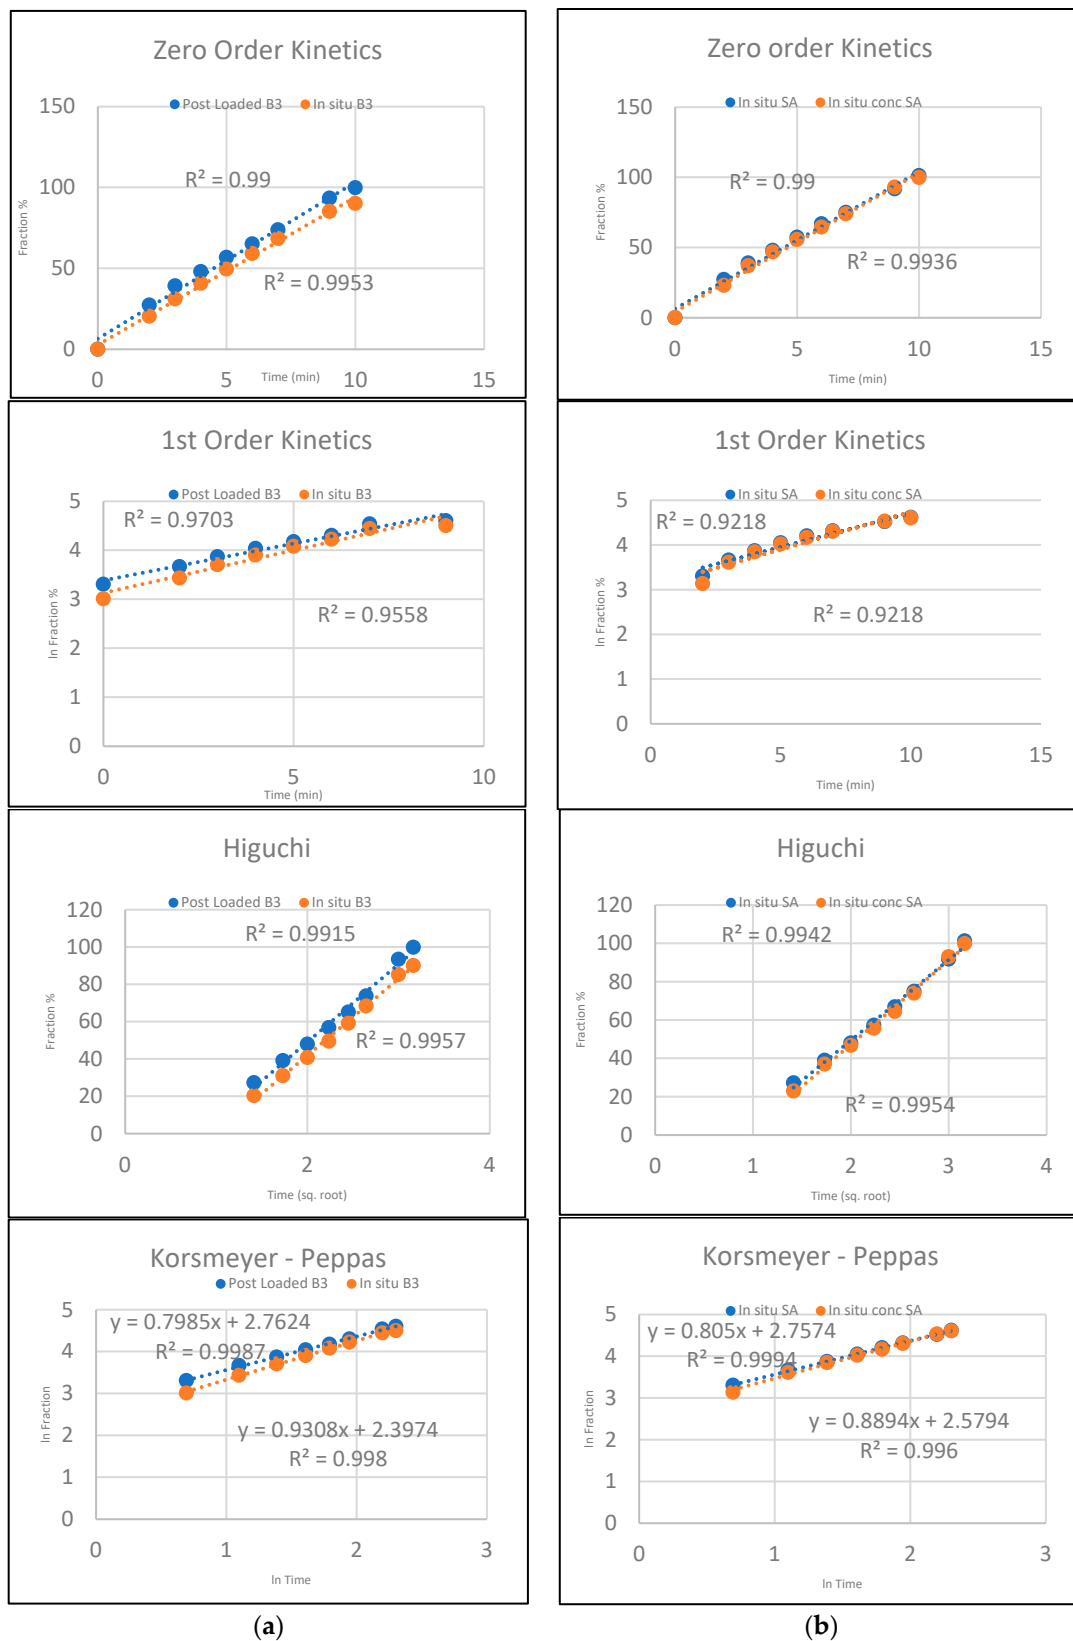 Zero Order Kinetics
Post Loaded B3 In situ B3
150
R² = 0.99
100
Fraction %
50
R² = 0.9953
0
0 5 10 15
Time (min)
Zero order Kinetics
In situ SA In situ conc SA
150
R² = 0.99
100
Fraction %
50
R² = 0.9936
0
0 5 10 15
Time (min)
1st Order Kinetics
Post Loaded B3 In situ B3
5
R² = 0.9703
4
3
R² = 0.9558
ln Fraction %
2
1
0
0 5 10
Time (min)
1st Order Kinetics
In situ SA In situ conc SA
5
R² = 0.9218
4
3
R² = 0.9218
ln Fraction %
2
1
0
0 5 10 15
Time (min)
Higuchi
Post Loaded B3 In situ B3
120
R² = 0.9915
100
80
Fraction %
60
R² = 0.9957
40
20
0
0 2 4
Time (sq. root)
Higuchi
In situ SA In situ conc SA
120
R² = 0.9942
100
80
Fraction %
60
40
20
R² = 0.9954
0
0 1 2 3 4
Time (sq. root)
Korsmeyer - Peppas
Post Loaded B3 In situ B3
5
y = 0.7985x + 2.7624
R² = 0.9987
4
3
ln Fraction
2
y = 0.9308x + 2.3974
R² = 0.998
1
0
0 1 2 3
ln Time
Korsmeyer - Peppas
In situ SA In situ conc SA
5
y = 0.805x + 2.7574
R² = 0.9994
4
3
ln Fraction
y = 0.8894x + 2.5794
R² = 0.996
2
1
0
0 1 2 3
ln Time
(a) (b)